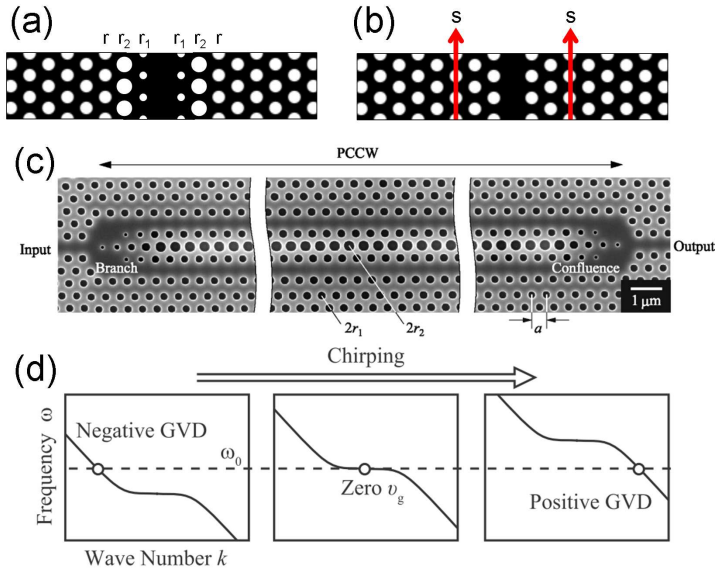 (a)
r r₂ r₁ r₁ r₂ r
(b)
s s
(c)
PCCW
Input
Branch
Confluence
Output
1 μm
2r₁
2r₂
a
(d)
Chirping
Frequency ω
Negative GVD
ω₀
Zero υg
Positive GVD
Wave Number k